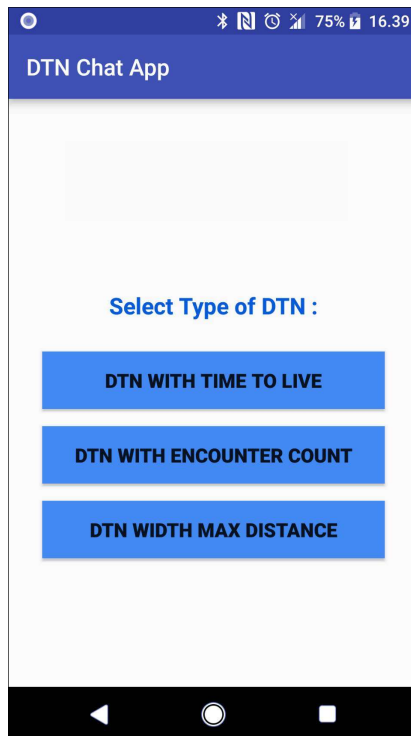 75% 16.39
DTN Chat App
Select Type of DTN :
DTN WITH TIME TO LIVE
DTN WITH ENCOUNTER COUNT
DTN WIDTH MAX DISTANCE